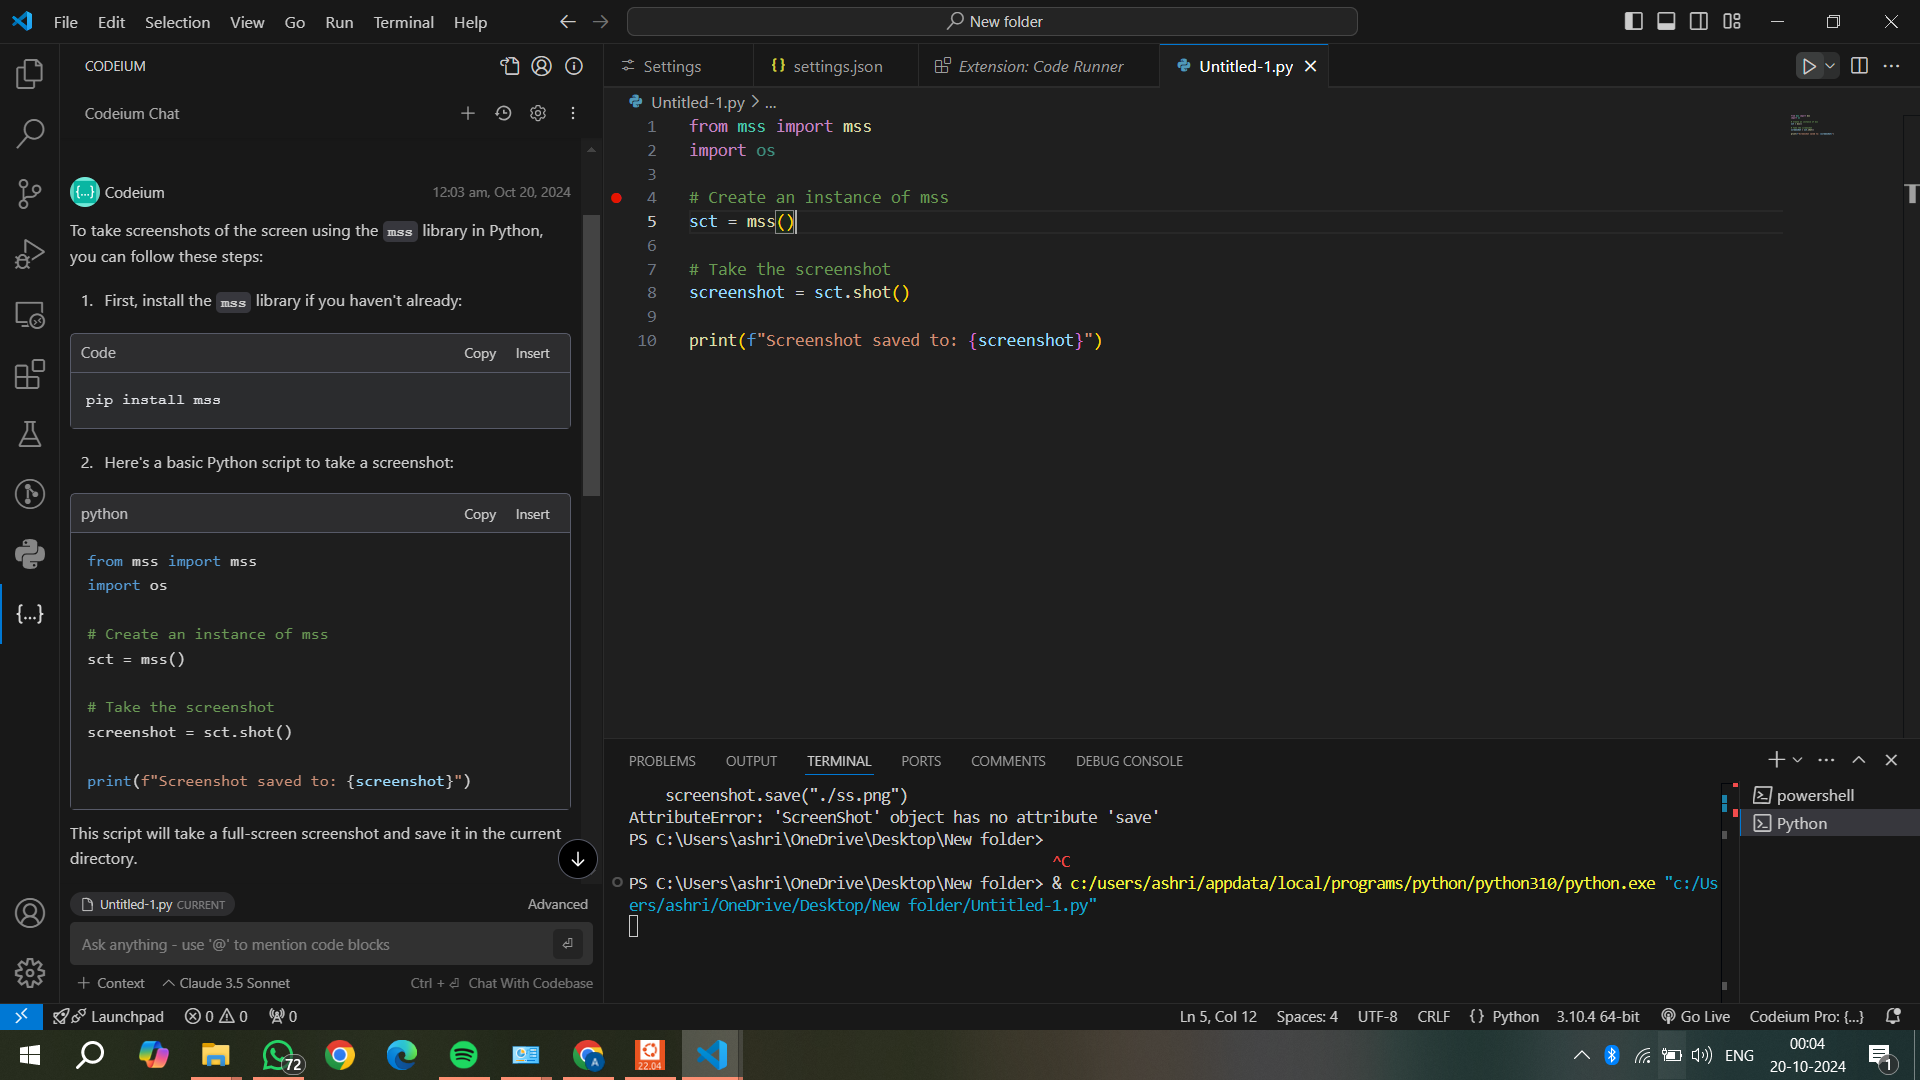 File Edit Selection View Go Run Terminal Help
New folder
CODEIUM
Codeium Chat
{...} Codeium 12:03 am, Oct 20, 2024
To take screenshots of the screen using the mss library in Python,
you can follow these steps:
1. First, install the mss library if you haven't already:
Code Copy Insert
pip install mss
2. Here's a basic Python script to take a screenshot:
python Copy Insert
from mss import mss
import os
# Create an instance of mss
sct = mss()
# Take the screenshot
screenshot = sct.shot()
print(f"Screenshot saved to: {screenshot}")
This script will take a full-screen screenshot and save it in the current
directory.
Untitled-1.py CURRENT Advanced
Ask anything - use '@' to mention code blocks
+ Context Claude 3.5 Sonnet Ctrl + ⏎ Chat With Codebase
Settings {} settings.json Extension: Code Runner Untitled-1.py
Untitled-1.py > ...
1 from mss import mss
2 import os
3
4 # Create an instance of mss
5 sct = mss()
6
7 # Take the screenshot
8 screenshot = sct.shot()
9
10 print(f"Screenshot saved to: {screenshot}")
PROBLEMS OUTPUT TERMINAL PORTS COMMENTS DEBUG CONSOLE
screenshot.save("./ss.png")
AttributeError: 'ScreenShot' object has no attribute 'save'
PS C:\Users\ashri\OneDrive\Desktop\New folder>
^C
PS C:\Users\ashri\OneDrive\Desktop\New folder> & c:/users/ashri/appdata/local/programs/python/python310/python.exe "c:/Us
ers/ashri/OneDrive/Desktop/New folder/Untitled-1.py"
powershell
Python
Launchpad 0 0 0 Ln 5, Col 12 Spaces: 4 UTF-8 CRLF {} Python 3.10.4 64-bit Go Live Codeium Pro: {...}
72 A 22.04 ENG 00:04
20-10-2024
1